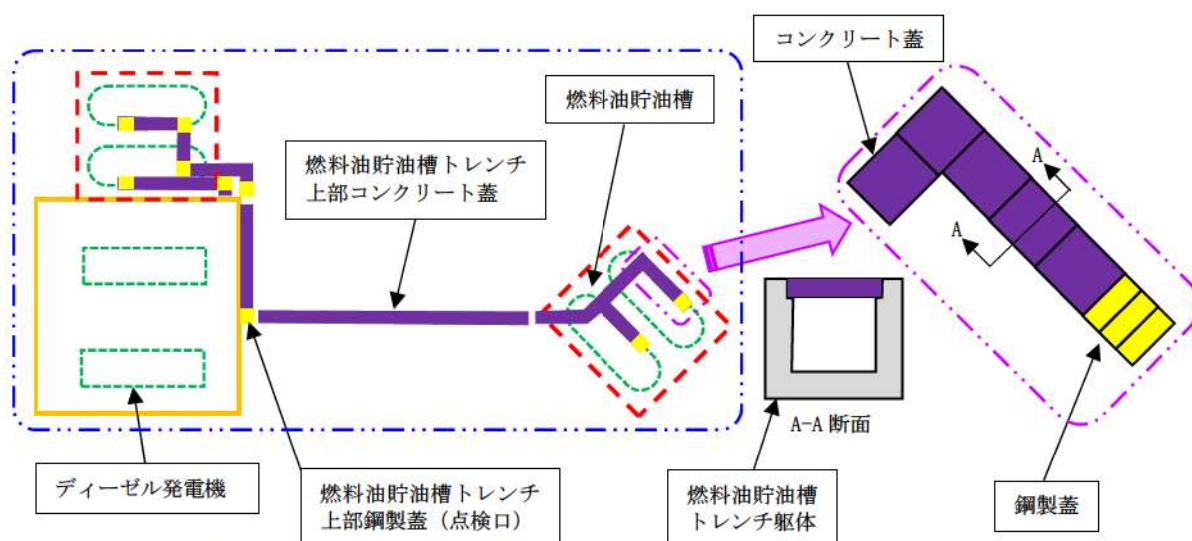 コンクリート蓋
燃料油貯油槽
燃料油貯油槽トレンチ
上部コンクリート蓋
A
A
A-A 断面
ディーゼル発電機
燃料油貯油槽トレンチ
上部鋼製蓋（点検口）
燃料油貯油槽
トレンチ躯体
鋼製蓋